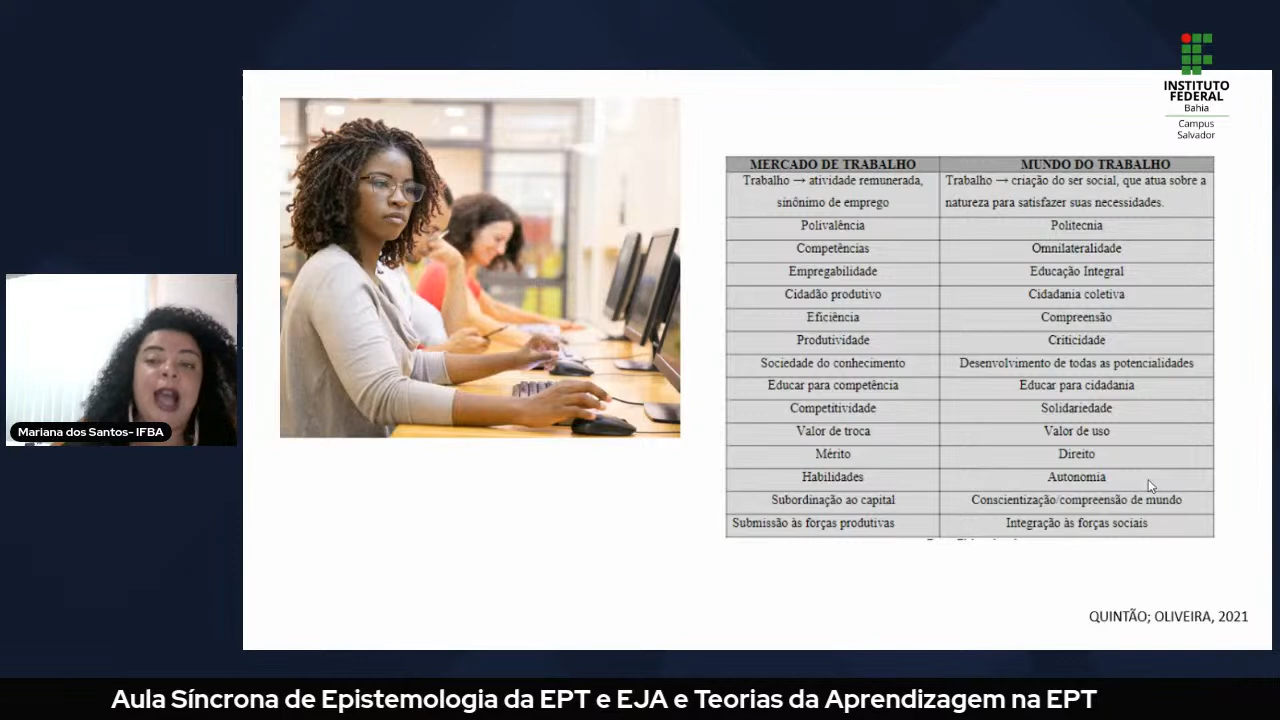 INSTITUTO
FEDERAL
Bahia
Campus
Salvador
MERCADO DE TRABALHO MUNDO DO TRABALHO
Trabalho → atividade remunerada, sinônimo de emprego
Trabalho → criação do ser social, que atua sobre a natureza para satisfazer suas necessidades.
Polivalência Politecnia
Competências Omnilateralidade
Empregabilidade Educação Integral
Cidadão produtivo Cidadania coletiva
Eficiência Compreensão
Produtividade Criticidade
Sociedade do conhecimento Desenvolvimento de todas as potencialidades
Educar para competência Educar para cidadania
Competitividade Solidariedade
Valor de troca Valor de uso
Mérito Direito
Habilidades Autonomia
Subordinação ao capital Conscientização/compreensão de mundo
Submissão às forças produtivas Integração às forças sociais
QUINTÃO; OLIVEIRA, 2021
Mariana dos Santos- IFBA
Aula Síncrona de Epistemologia da EPT e EJA e Teorias da Aprendizagem na EPT